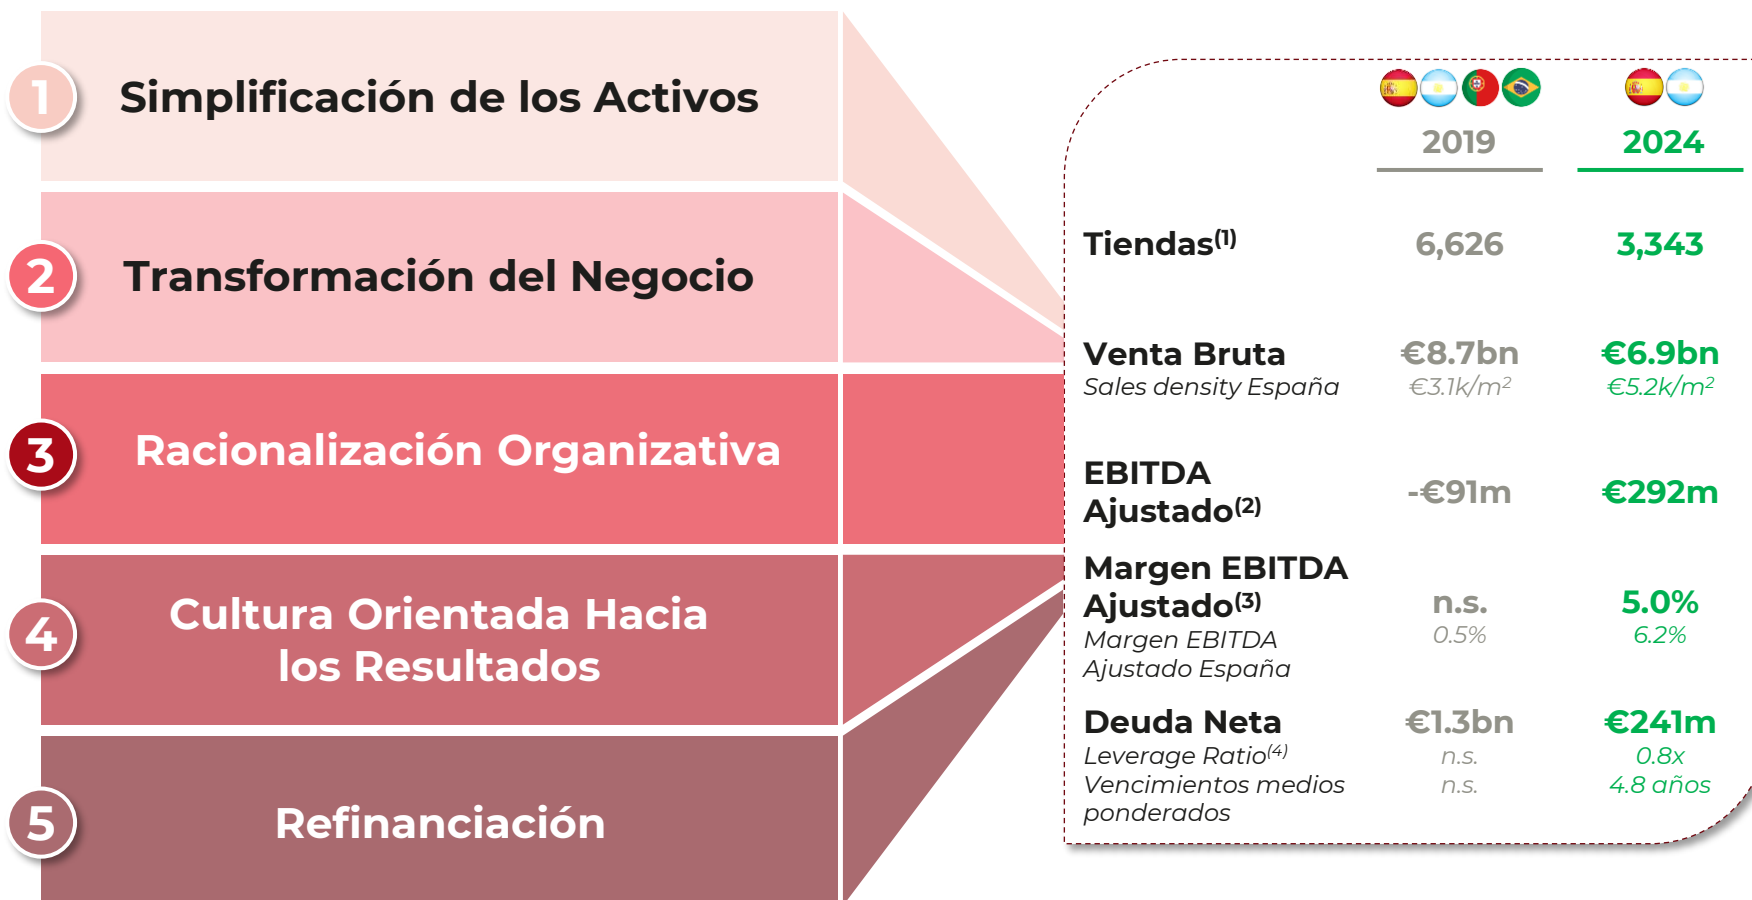 1
Simplificación de los Activos
2
Transformación del Negocio
3
Racionalización Organizativa
4
Cultura Orientada Hacia
los Resultados
5
Refinanciación
2019 2024
Tiendas(1) 6,626 3,343
Venta Bruta €8.7bn €6.9bn
Sales density España €3.1k/m² €5.2k/m²
EBITDA
Ajustado(2) -€91m €292m
Margen EBITDA
Ajustado(3) n.s. 5.0%
Margen EBITDA 0.5% 6.2%
Ajustado España
Deuda Neta €1.3bn €241m
Leverage Ratio(4) n.s. 0.8x
Vencimientos medios n.s. 4.8 años
ponderados